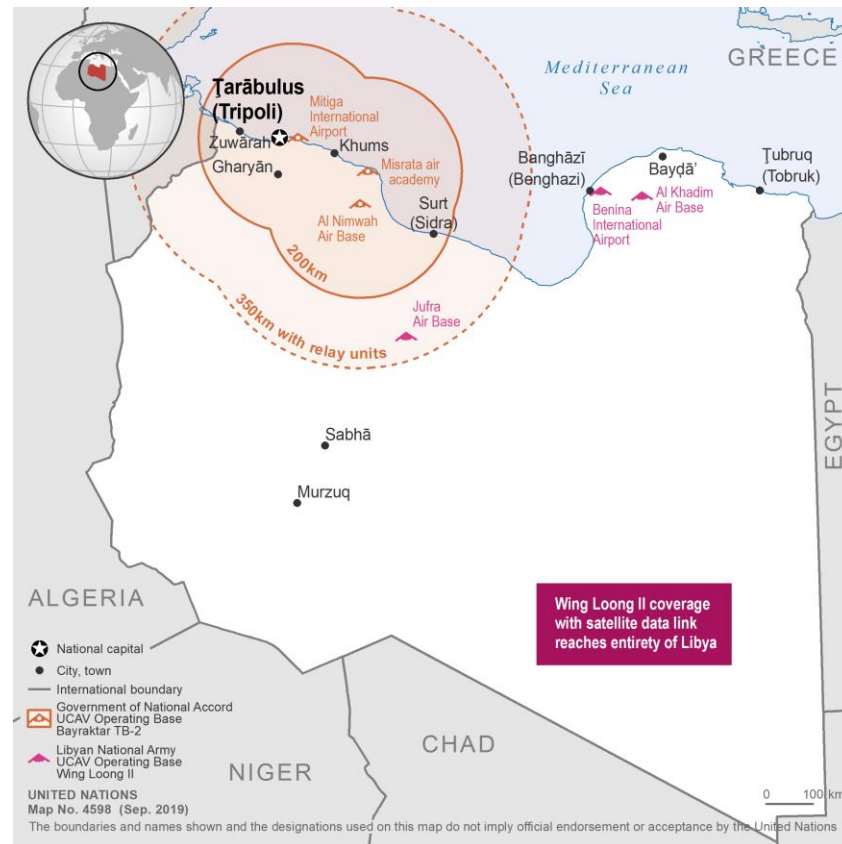 GREECE
Mediterranean
Sea
Ţarābulus
(Tripoli)
Mitiga
International
Airport
Zuwārah
Khums
Gharyān
Misrata air
academy
Al Nimwah
Air Base
Surt
(Sidra)
Banghāzī
(Benghazi)
Bayḍā’
Ţubruq
(Tobruk)
Benina
International
Airport
Al Khadim
Air Base
200km
350km with relay units
Jufra
Air Base
Sabhā
Murzuq
EGYPT
ALGERIA
Wing Loong II coverage
with satellite data link
reaches entirety of Libya
CHAD
NIGER
National capital
City, town
International boundary
Government of National Accord
UCAV Operating Base
Bayraktar TB-2
Libyan National Army
UCAV Operating Base
Wing Loong II
UNITED NATIONS
Map No. 4598 (Sep. 2019)
0 100 km
The boundaries and names shown and the designations used on this map do not imply official endorsement or acceptance by the United Nations